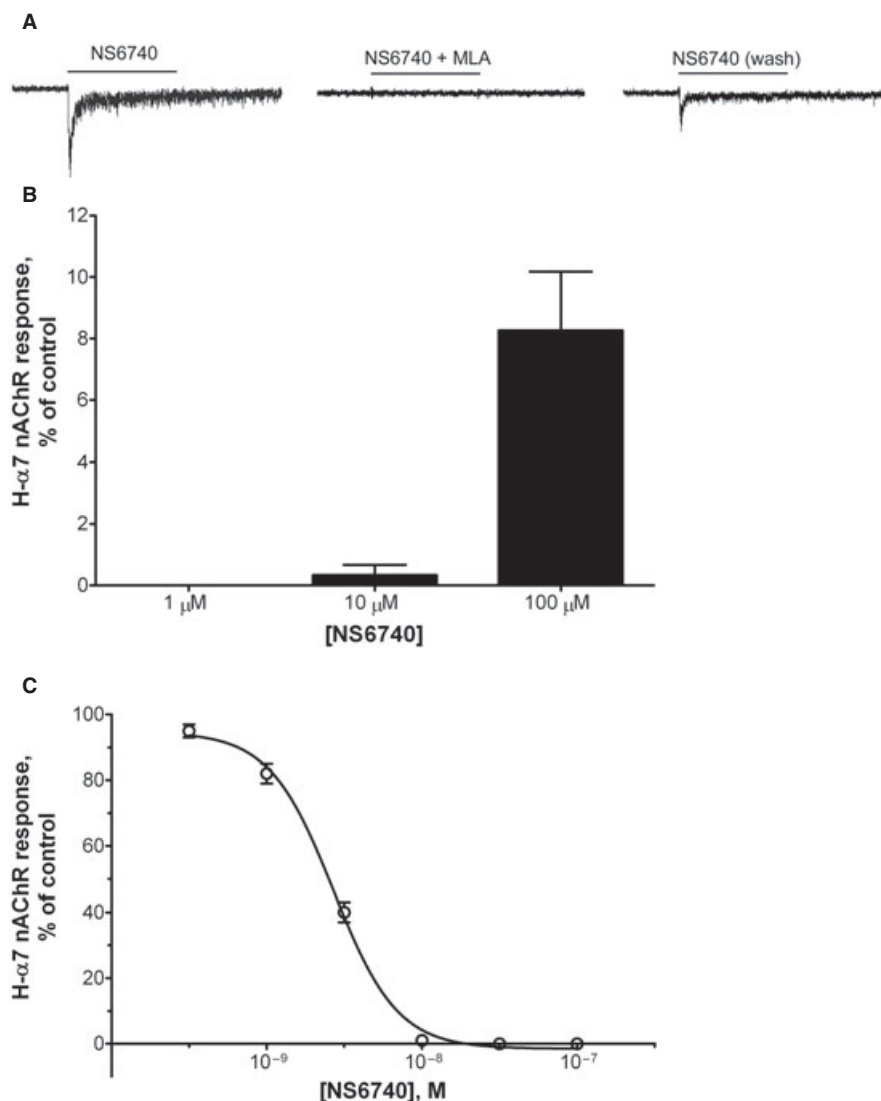 A
NS6740
NS6740 + MLA
NS6740 (wash)
B
H-α7 nAChR response,
% of control
12
10
8
6
4
2
0
1 μM
10 μM
100 μM
[NS6740]
C
H-α7 nAChR response,
% of control
100
80
60
40
20
0
10⁻⁹
10⁻⁸
10⁻⁷
[NS6740], M